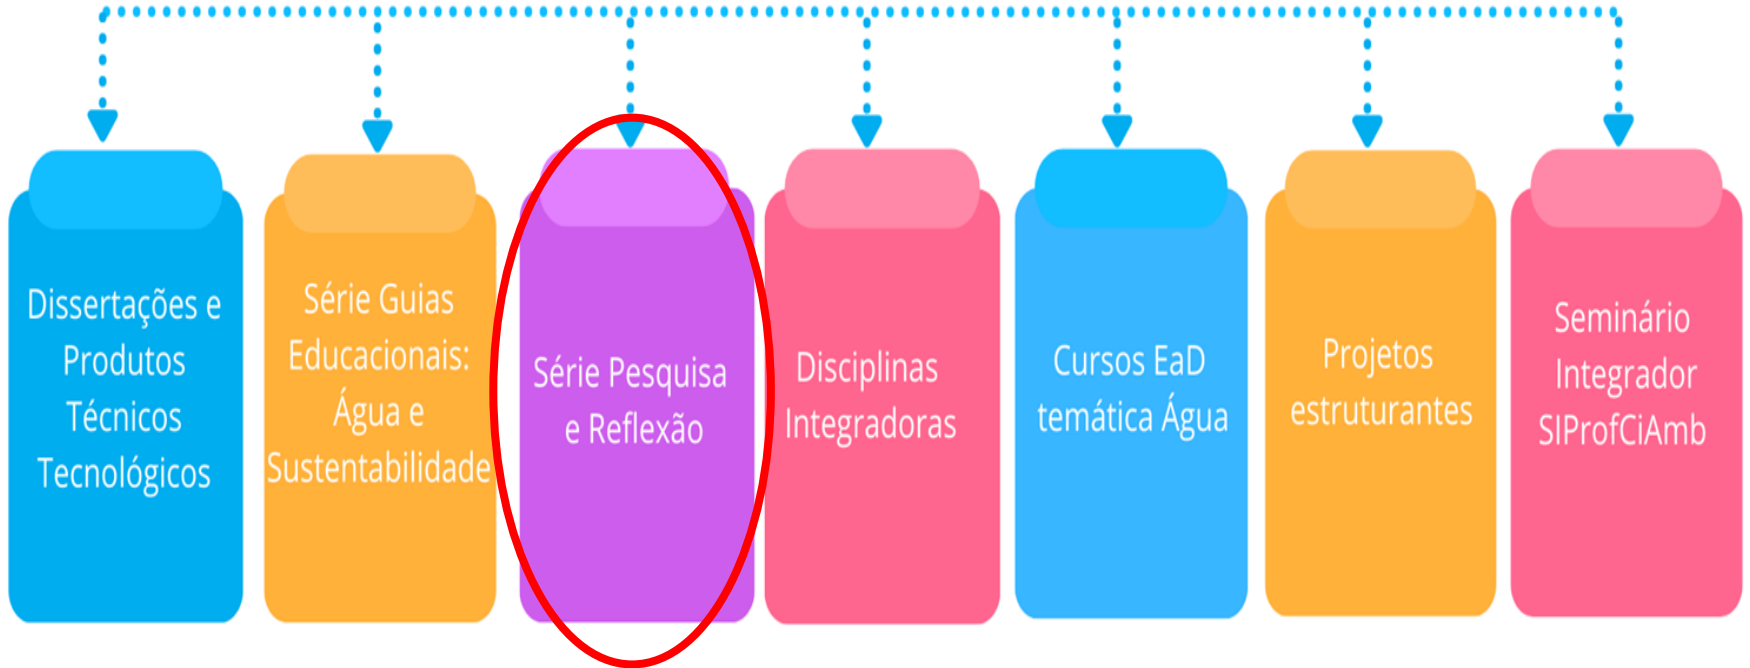 Dissertações e
Produtos
Técnicos
Tecnológicos
Série Guias
Educacionais:
Água e
Sustentabilidade
Série Pesquisa
e Reflexão
Disciplinas
Integradoras
Cursos EaD
temática Água
Projetos
estruturantes
Seminário
Integrador
SIProfCiAmb